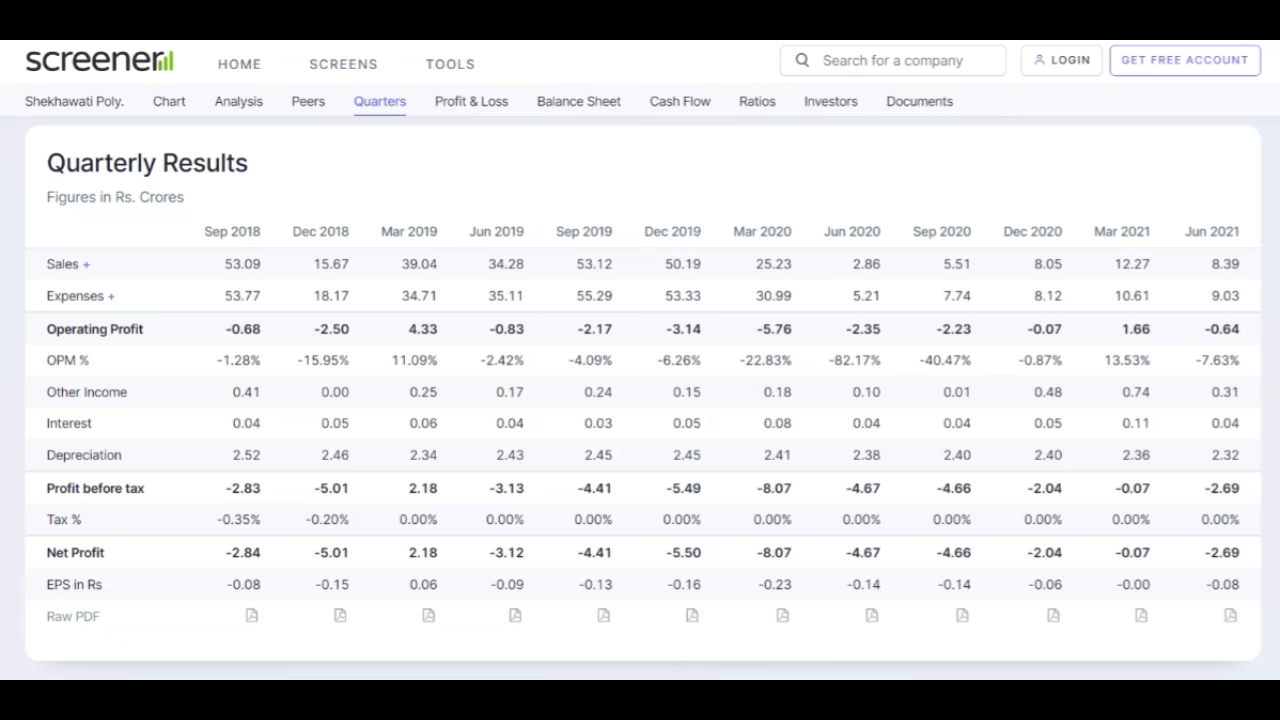 screener HOME SCREENS TOOLS Search for a company LOGIN GET FREE ACCOUNT
Shekhawati Poly. Chart Analysis Peers Quarters Profit & Loss Balance Sheet Cash Flow Ratios Investors Documents
Quarterly Results
Figures in Rs. Crores
Sep 2018 Dec 2018 Mar 2019 Jun 2019 Sep 2019 Dec 2019 Mar 2020 Jun 2020 Sep 2020 Dec 2020 Mar 2021 Jun 2021
Sales + 53.09 15.67 39.04 34.28 53.12 50.19 25.23 2.86 5.51 8.05 12.27 8.39
Expenses + 53.77 18.17 34.71 35.11 55.29 53.33 30.99 5.21 7.74 8.12 10.61 9.03
Operating Profit -0.68 -2.50 4.33 -0.83 -2.17 -3.14 -5.76 -2.35 -2.23 -0.07 1.66 -0.64
OPM % -1.28% -15.95% 11.09% -2.42% -4.09% -6.26% -22.83% -82.17% -40.47% -0.87% 13.53% -7.63%
Other Income 0.41 0.00 0.25 0.17 0.24 0.15 0.18 0.10 0.01 0.48 0.74 0.31
Interest 0.04 0.05 0.06 0.04 0.03 0.05 0.08 0.04 0.04 0.05 0.11 0.04
Depreciation 2.52 2.46 2.34 2.43 2.45 2.45 2.41 2.38 2.40 2.40 2.36 2.32
Profit before tax -2.83 -5.01 2.18 -3.13 -4.41 -5.49 -8.07 -4.67 -4.66 -2.04 -0.07 -2.69
Tax % -0.35% -0.20% 0.00% 0.00% 0.00% 0.00% 0.00% 0.00% 0.00% 0.00% 0.00% 0.00%
Net Profit -2.84 -5.01 2.18 -3.12 -4.41 -5.50 -8.07 -4.67 -4.66 -2.04 -0.07 -2.69
EPS in Rs -0.08 -0.15 0.06 -0.09 -0.13 -0.16 -0.23 -0.14 -0.14 -0.06 -0.00 -0.08
Raw PDF